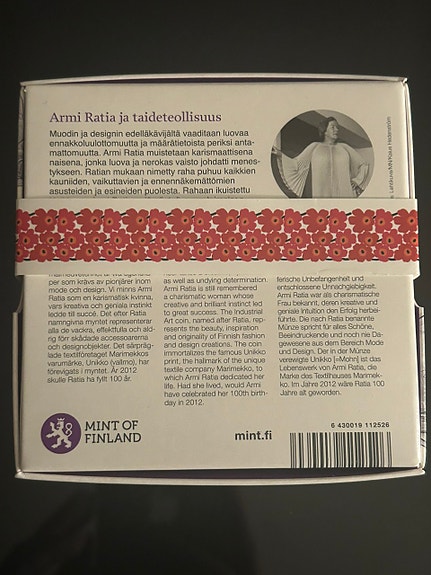 Armi Ratia ja taideteollisuus
Muodin ja designin edelläkävijältä vaaditaan luovaa
ennakkoluulottomuutta ja määrätietoista periksi anta-
mattomuutta. Armi Ratia muistetaan karismaattisena
naisena, jonka luova ja nerokas vaisto johdatti menes-
tykseen. Ratian mukaan nimetty raha puhuu kaikkien
kauniiden, vaikuttavien ja ennennäkemättömien
asusteiden ja esineiden puolesta. Rahaan ikuistettu
per som krävs av pionjärer inom
mode och design. Vi minns Armi
Ratia som en karismatisk kvinna,
vars kreativa och geniala instinkt
ledde till succé. Det efter Ratia
namngivna myntet representerar
alla de vackra, effektfulla och ald-
rig förr skådade accessoarerna
och designobjekter. Det särpräg-
lade textilföretaget Marimekkos
varumärke, Unikko (vallmo), har
förevigats i myntet. År 2012
skulle Ratia ha fyllt 100 år.
as well as undying determination
Ratia is still remembered
a charismatic woman whose
creative and brilliant instinct led
to great success. The Industrial
Art coin, named after Ratia, rep-
resents the beauty, inspiration
and originality of Finnish fashion
and design creations. The coin
immortalizes the famous Unikko
print, the hallmark of the unique
textile company Marimekko, to
which Armi Ratia dedicated her
life. Had she lived, would Armi
have celebrated her 100th birth-
day in 2012.
ferische Unbefangenheit und
entschlossene Unnachgiebigkeit.
Armi Ratia war als charismatische
Frau bekannt, deren kreative und
geniale Intuition den Erfolg herbei-
führte. Die nach Ratia benannte
Münze spricht für alles Schöne,
Beeindruckende und noch nie Da-
gewesene aus dem Bereich Mode
und Design. Der in der Münze
verewigte Unikko [=Mohn] ist das
Lebenswerk von Armi Ratia, die
Marke des Textilhauses Marimek-
ko. Im Jahre 2012 wäre Ratia 100
Jahre alt geworden.
MINT OF
FINLAND
mint.fi
6 430019 112526